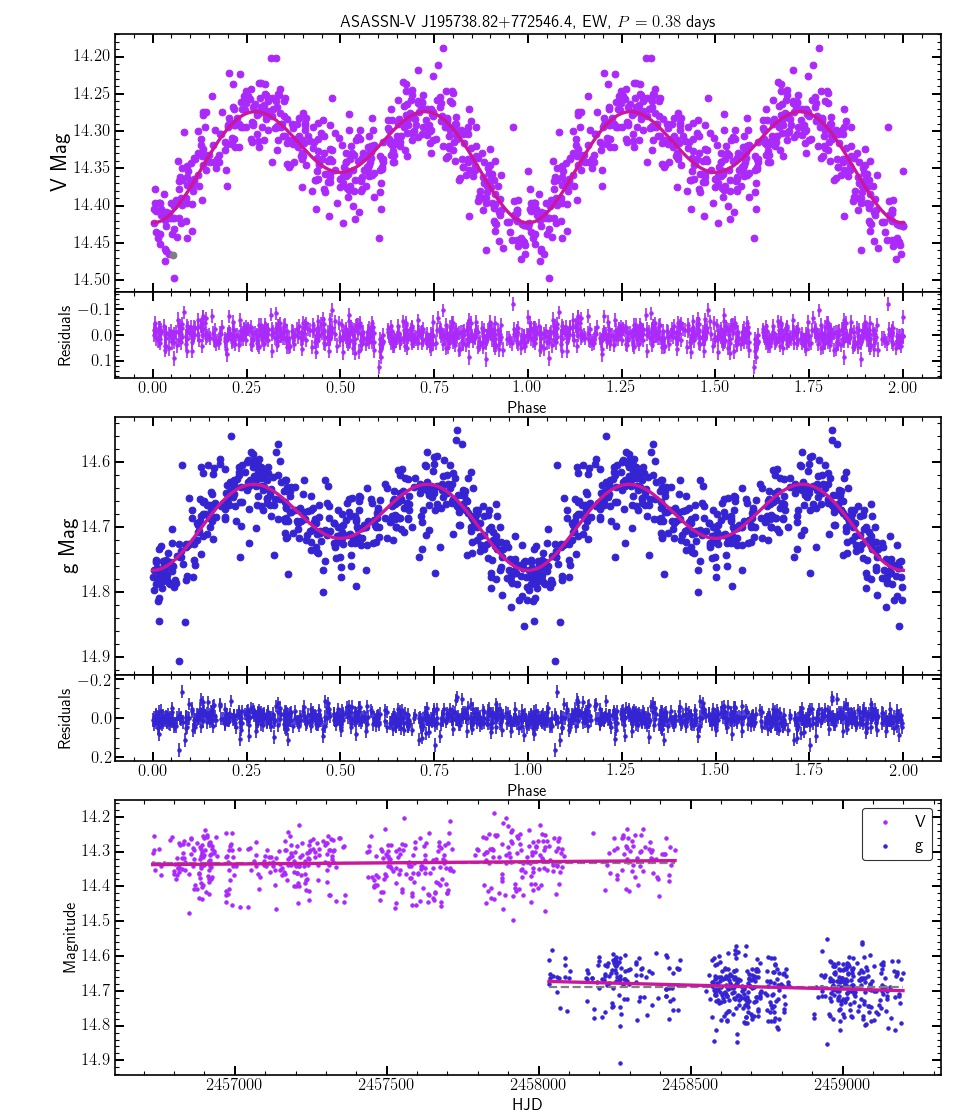 ASASSN-V J195738.82+772546.4, EW, P = 0.38 days
V Mag
14.20
14.25
14.30
14.35
14.40
14.45
14.50
Residuals
−0.1
0.0
0.1
0.00 0.25 0.50 0.75 1.00 1.25 1.50 1.75 2.00
Phase
g Mag
14.6
14.7
14.8
14.9
Residuals
−0.2
0.0
0.2
0.00 0.25 0.50 0.75 1.00 1.25 1.50 1.75 2.00
Phase
Magnitude
14.2
14.3
14.4
14.5
14.6
14.7
14.8
14.9
V
g
2457000 2457500 2458000 2458500 2459000
HJD